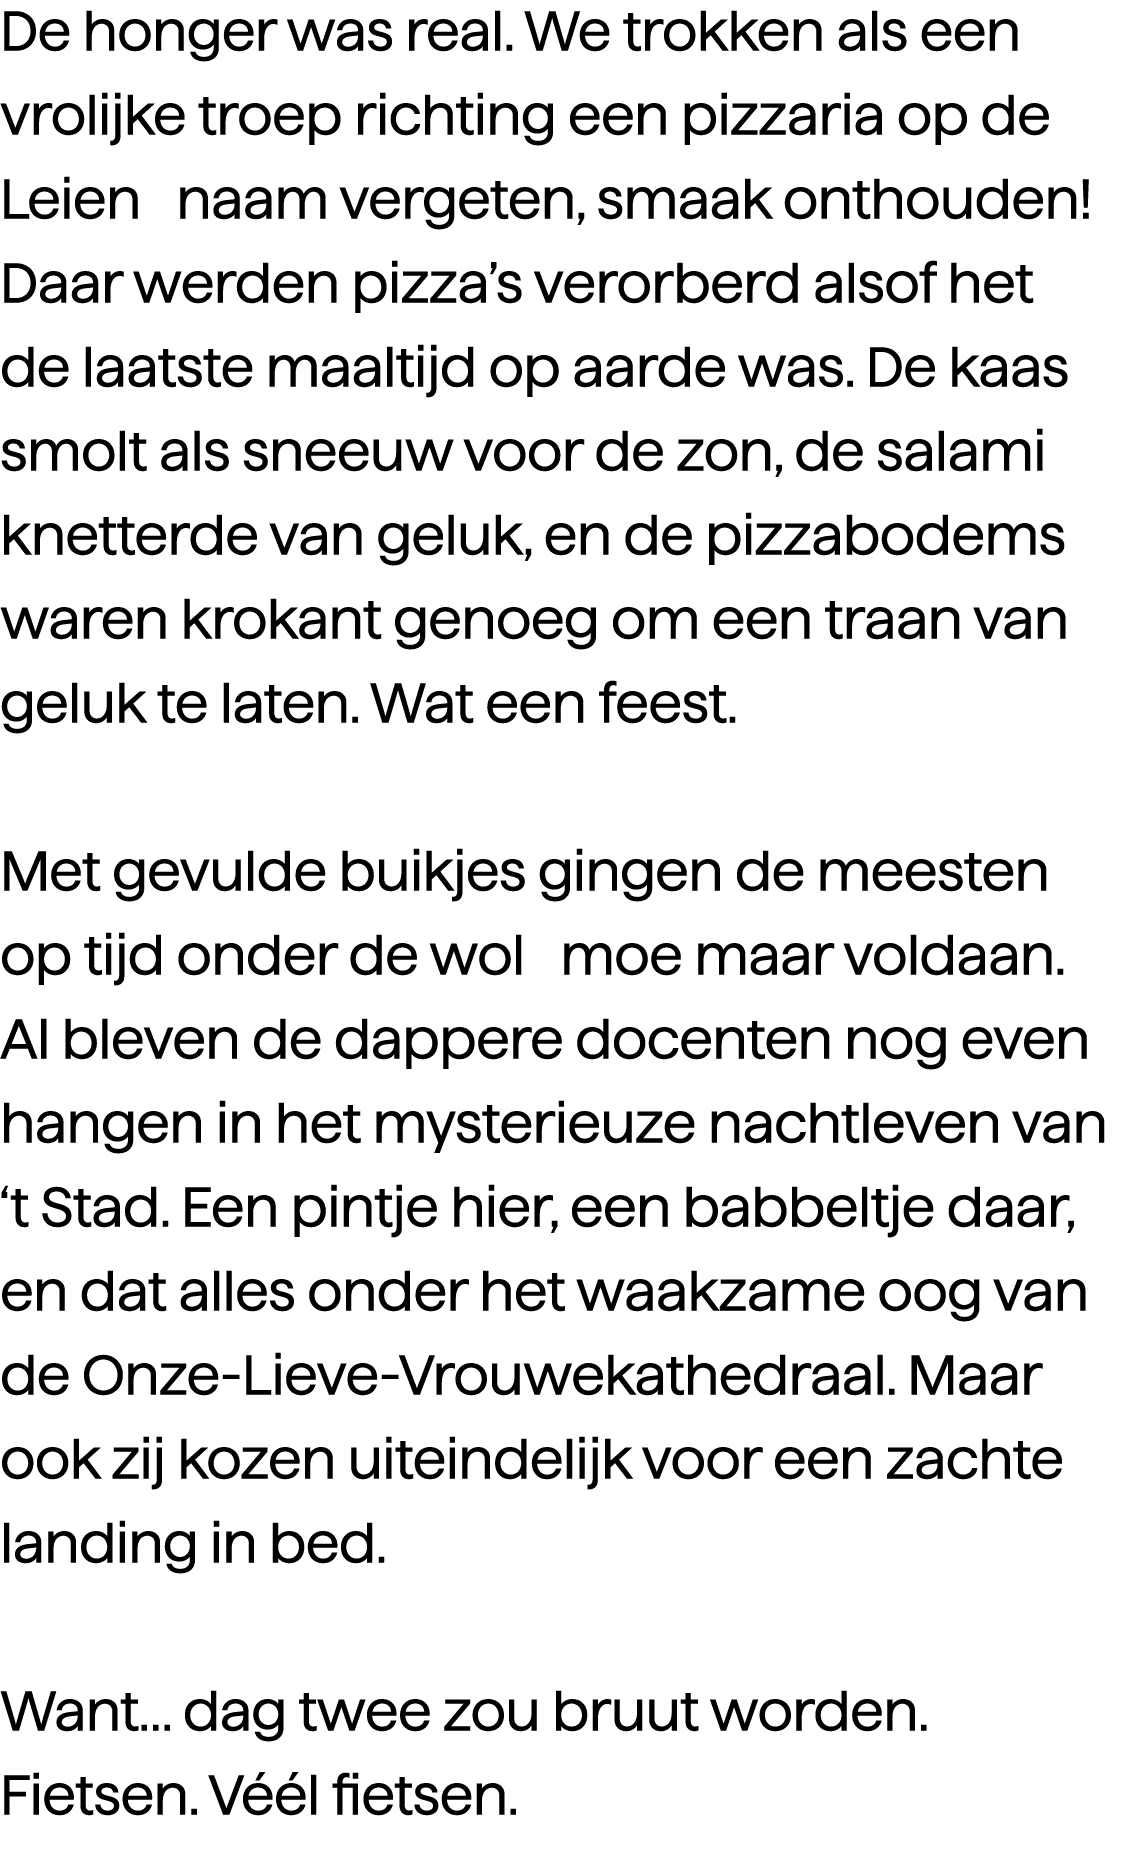 De honger was real. We trokken als een
vrolijke troep richting een pizzaria op de
Leien   naam vergeten, smaak onthouden!
Daar werden pizza’s verorberd alsof het
de laatste maaltijd op aarde was. De kaas
smolt als sneeuw voor de zon, de salami
knetterde van geluk, en de pizzabodems
waren krokant genoeg om een traan van
geluk te laten. Wat een feest.

Met gevulde buikjes gingen de meesten
op tijd onder de wol   moe maar voldaan.
Al bleven de dappere docenten nog even
hangen in het mysterieuze nachtleven van
‘t Stad. Een pintje hier, een babbeltje daar,
en dat alles onder het waakzame oog van
de Onze-Lieve-Vrouwekathedraal. Maar
ook zij kozen uiteindelijk voor een zachte
landing in bed.

Want... dag twee zou bruut worden.
Fietsen. Véél fietsen.